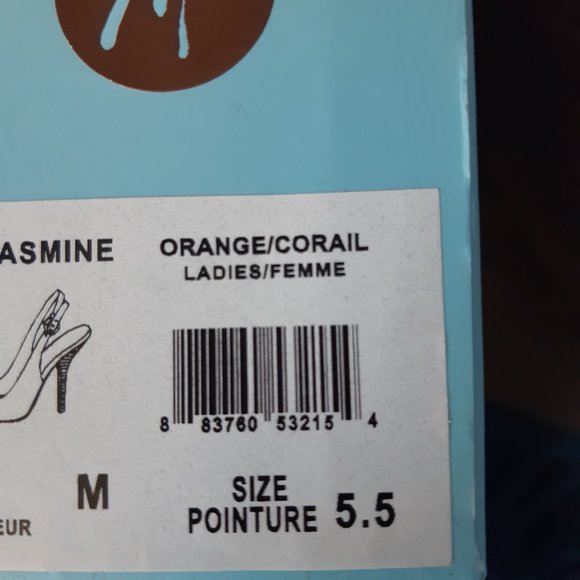 ASMINE
ORANGE/CORAIL
LADIES/FEMME
8 83760 53215 4
M
SIZE
POINTURE 5.5
EUR